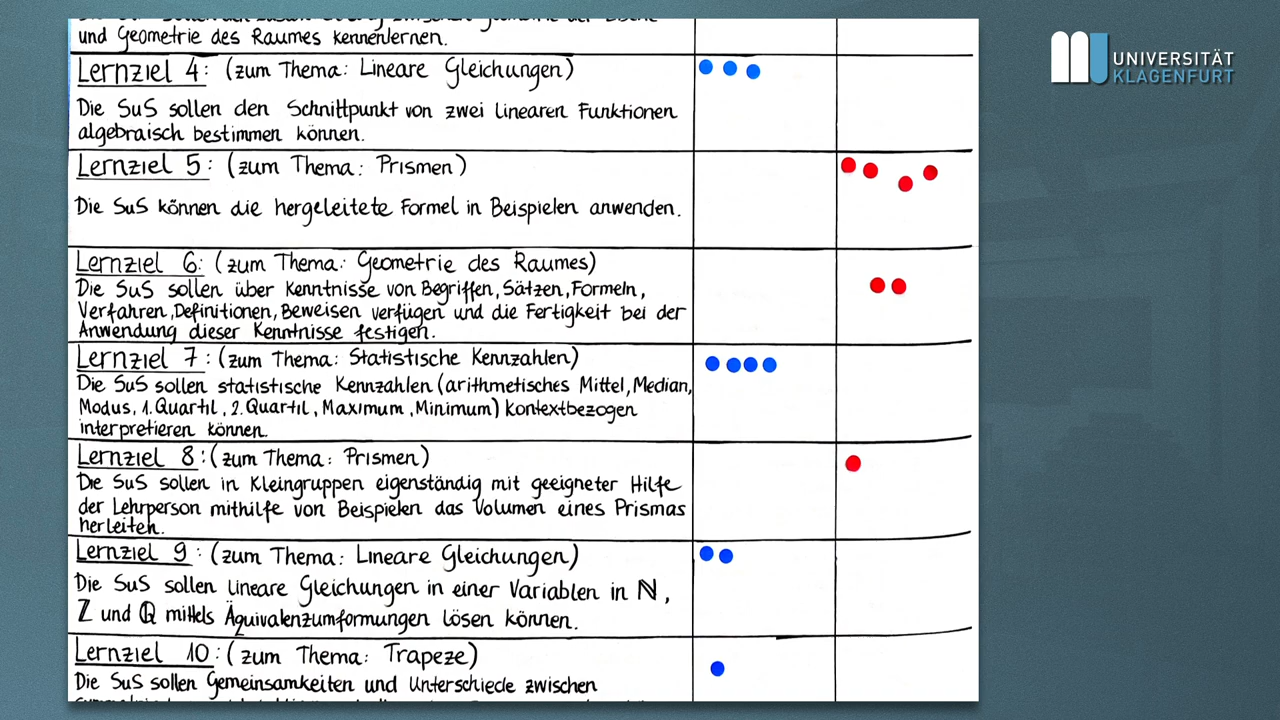 und Geometrie des Raumes kennenlernen.
Lernziel 4: (zum Thema: Lineare Gleichungen)
Die SuS sollen den Schnittpunkt von zwei linearen Funktionen
algebraisch bestimmen können.
Lernziel 5: (zum Thema: Prismen)
Die SuS können die hergeleitete Formel in Beispielen anwenden.
Lernziel 6: (zum Thema: Geometrie des Raumes)
Die SuS sollen über Kenntnisse von Begriffen, Sätzen, Formeln,
Verfahren, Definitionen, Beweisen verfügen und die Fertigkeit bei der
Anwendung dieser Kenntnisse festigen.
Lernziel 7: (zum Thema: Statistische Kennzahlen)
Die SuS sollen statistische Kennzahlen (arithmetisches Mittel, Median,
Modus, 1. Quartil, 2. Quartil, Maximum, Minimum) kontextbezogen
interpretieren können.
Lernziel 8: (zum Thema: Prismen)
Die SuS sollen in Kleingruppen eigenständig mit geeigneter Hilfe
der Lehrperson mithilfe von Beispielen das Volumen eines Prismas
herleiten.
Lernziel 9: (zum Thema: Lineare Gleichungen)
Die SuS sollen lineare Gleichungen in einer Variablen in ℕ,
ℤ und ℚ mittels Äquivalenzumformungen lösen können.
Lernziel 10: (zum Thema: Trapeze)
Die SuS sollen Gemeinsamkeiten und Unterschiede zwischen
UNIVERSITÄT
KLAGENFURT